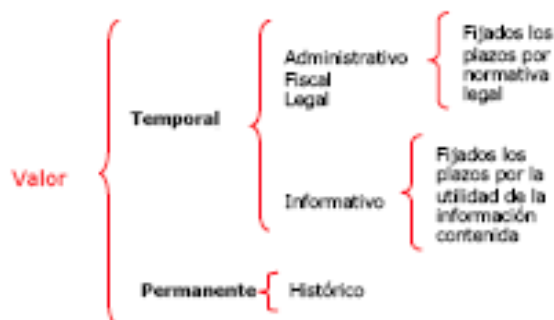 Valor
Temporal
Administrativo
Fiscal
Legal
Fijados los
plazos por
normativa
legal
Informativo
Fijados los
plazos por la
utilidad de la
información
contenida
Permanente
Histórico